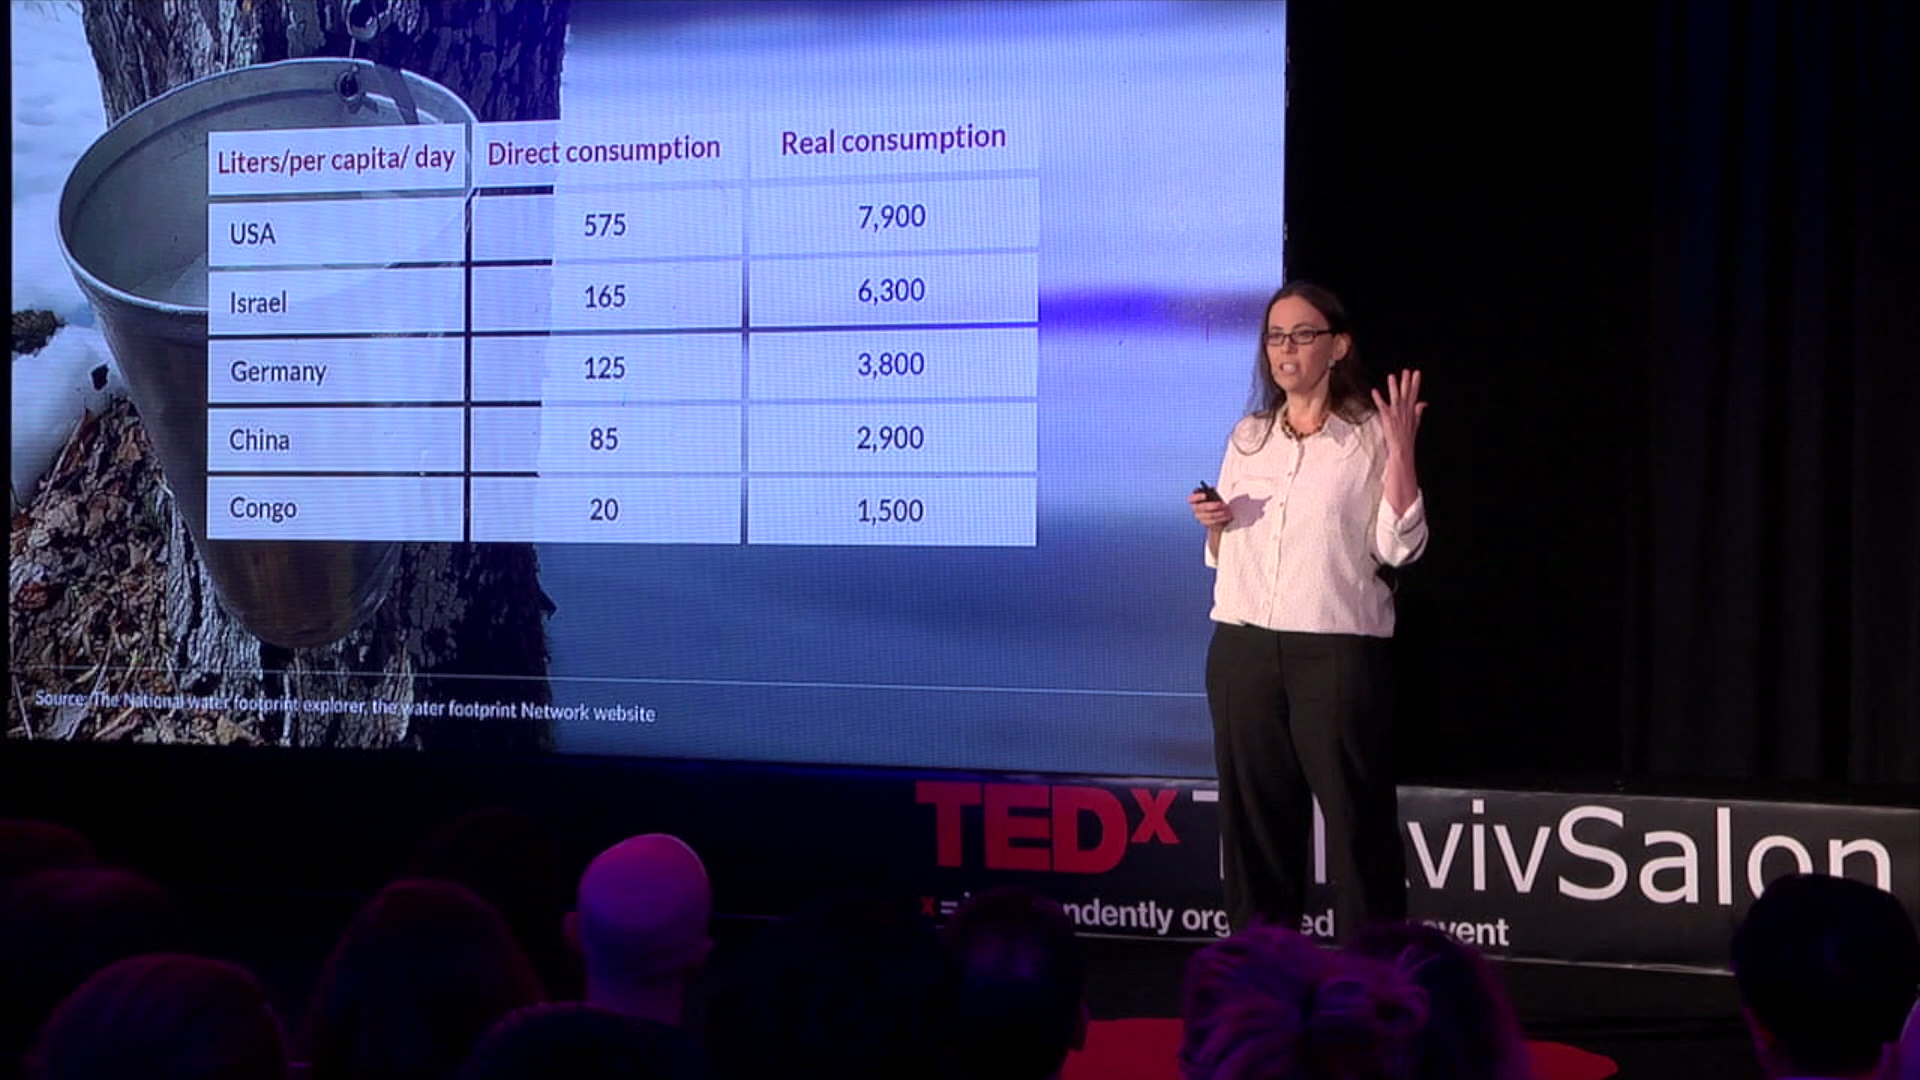 Liters/per capita/ day Direct consumption Real consumption
USA 575 7,900
Israel 165 6,300
Germany 125 3,800
China 85 2,900
Congo 20 1,500
Source: The National water footprint explorer, the water footprint Network website
TEDx vivSalon
x = ndently org ed event